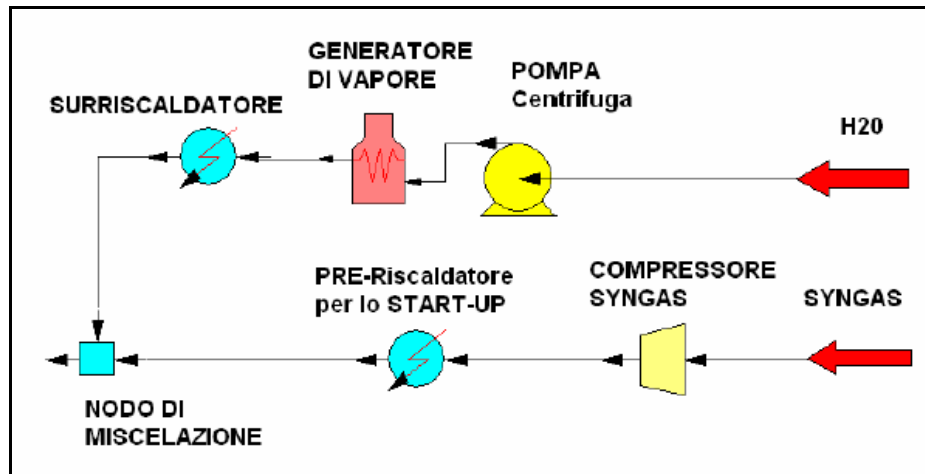 GENERATORE
DI VAPORE
POMPA
Centrifuga
SURRISCALDATORE
H20
PRE-Riscaldatore
per lo START-UP
COMPRESSORE
SYNGAS
SYNGAS
NODO DI
MISCELAZIONE